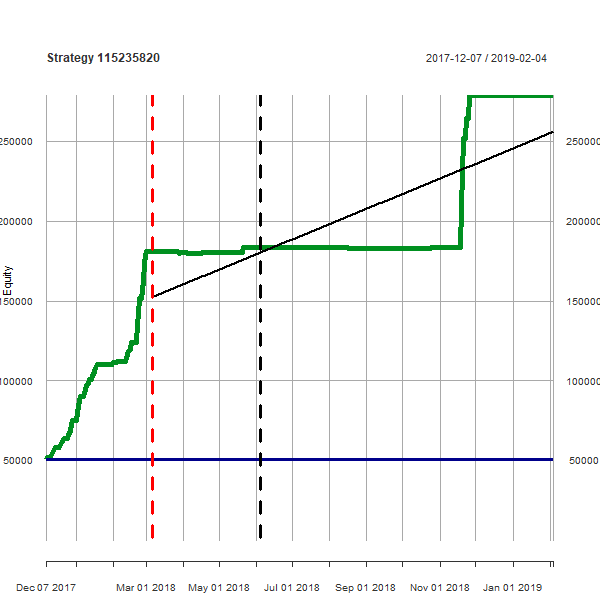 Strategy 115235820
2017-12-07 / 2019-02-04
250000 250000
200000 200000
Equity
150000 150000
100000 100000
50000 50000
Dec 07 2017 Mar 01 2018 May 01 2018 Jul 01 2018 Sep 01 2018 Nov 01 2018 Jan 01 2019